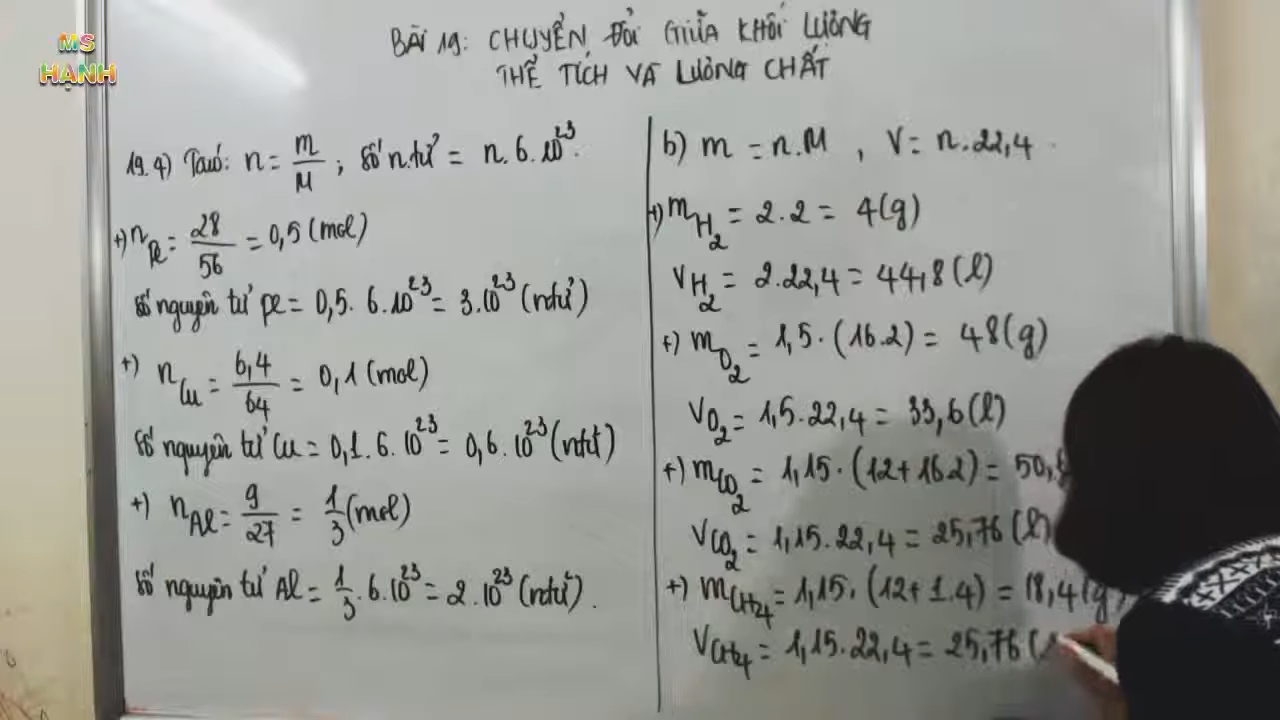 MS
HẠNH
BÀI 19: CHUYỂN ĐỔI GIỮA KHỐI LƯỢNG
THỂ TÍCH VÀ LƯỢNG CHẤT
19.4) Ta có: n = m/M ; số n.tử = n.6.10²³.
+) n_Fe = 28/56 = 0,5 (mol)
số nguyên tử Fe = 0,5. 6.10²³ = 3.10²³ (ntử)
+) n_Cu = 6,4/64 = 0,1 (mol)
số nguyên tử Cu = 0,1.6.10²³ = 0,6.10²³ (ntử)
+) n_Al = 9/27 = 1/3 (mol)
số nguyên tử Al = 1/3.6.10²³ = 2.10²³ (ntử).
b) m = n.M , V = n.22,4.
+) m_H₂ = 2.2 = 4(g)
V_H₂ = 2.22,4 = 44,8 (l)
+) m_O₂ = 1,5.(16.2) = 48(g)
V_O₂ = 1,5.22,4 = 33,6(l)
+) m_CO₂ = 1,15.(12+16.2) = 50,
V_CO₂ = 1,15.22,4 = 25,76 (l)
+) m_CH₄ = 1,15.(12+1.4) = 18,4(g)
V_CH₄ = 1,15.22,4 = 25,76 (